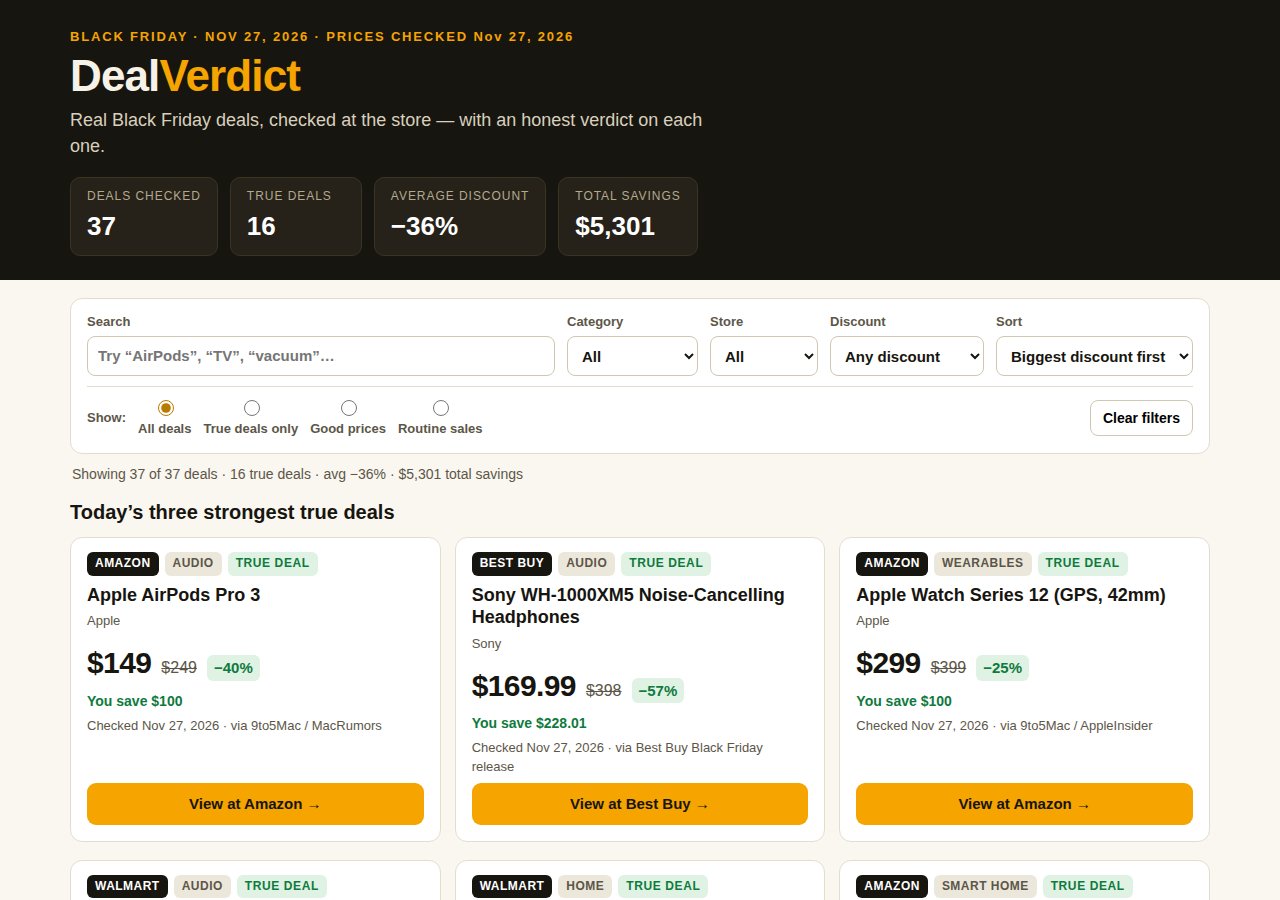 BLACK FRIDAY · NOV 27, 2026 · PRICES CHECKED Nov 27, 2026
DealVerdict
Real Black Friday deals, checked at the store — with an honest verdict on each
one.
DEALS CHECKED
37
TRUE DEALS
16
AVERAGE DISCOUNT
−36%
TOTAL SAVINGS
$5,301
Search
Try “AirPods”, “TV”, “vacuum”…
Category
All
Store
All
Discount
Any discount
Sort
Biggest discount first
Show:
All deals
True deals only
Good prices
Routine sales
Clear filters
Showing 37 of 37 deals · 16 true deals · avg −36% · $5,301 total savings
Today’s three strongest true deals
AMAZON AUDIO TRUE DEAL
Apple AirPods Pro 3
Apple
$149 $249 −40%
You save $100
Checked Nov 27, 2026 · via 9to5Mac / MacRumors
View at Amazon →
BEST BUY AUDIO TRUE DEAL
Sony WH-1000XM5 Noise-Cancelling
Headphones
Sony
$169.99 $398 −57%
You save $228.01
Checked Nov 27, 2026 · via Best Buy Black Friday
release
View at Best Buy →
AMAZON WEARABLES TRUE DEAL
Apple Watch Series 12 (GPS, 42mm)
Apple
$299 $399 −25%
You save $100
Checked Nov 27, 2026 · via 9to5Mac / AppleInsider
View at Amazon →
WALMART AUDIO TRUE DEAL
WALMART HOME TRUE DEAL
AMAZON SMART HOME TRUE DEAL